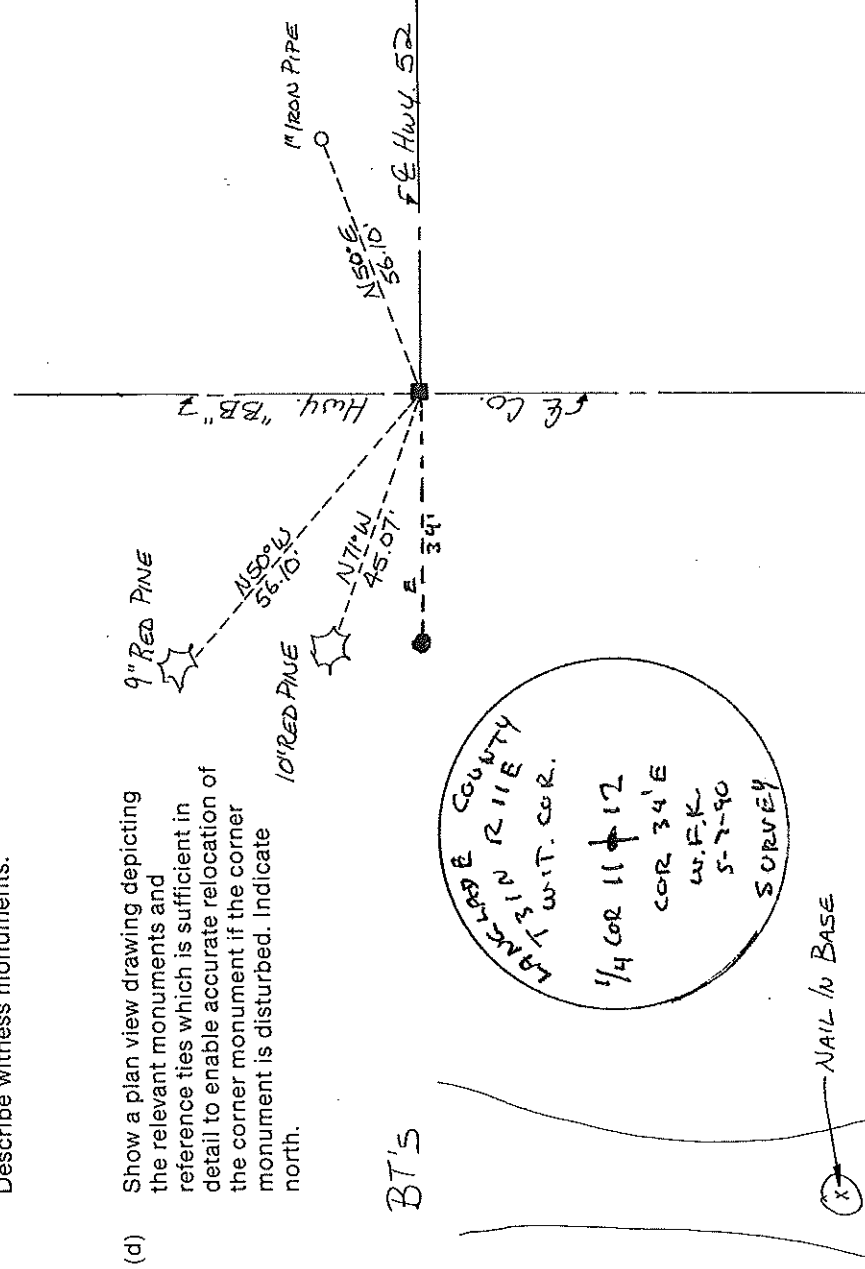 Describe witness monuments.
(d) Show a plan view drawing depicting
the relevant monuments and
reference ties which is sufficient in
detail to enable accurate relocation of
the corner monument if the corner
monument is disturbed. Indicate
north.
9" RED PINE
N50°W
56.10'
10" RED PINE
N71°W
45.07'
E
34'
1" IRON PIPE
N50°E
56.10'
℄ HWY. 52
℄ CO.
HWY. "BB"
BT'S
LANGLADE COUNTY
T31N R11E
WIT. COR.
1/4 COR 11 12
COR 34' E
W.F.K.
5-7-90
SURVEY
NAIL IN BASE
X